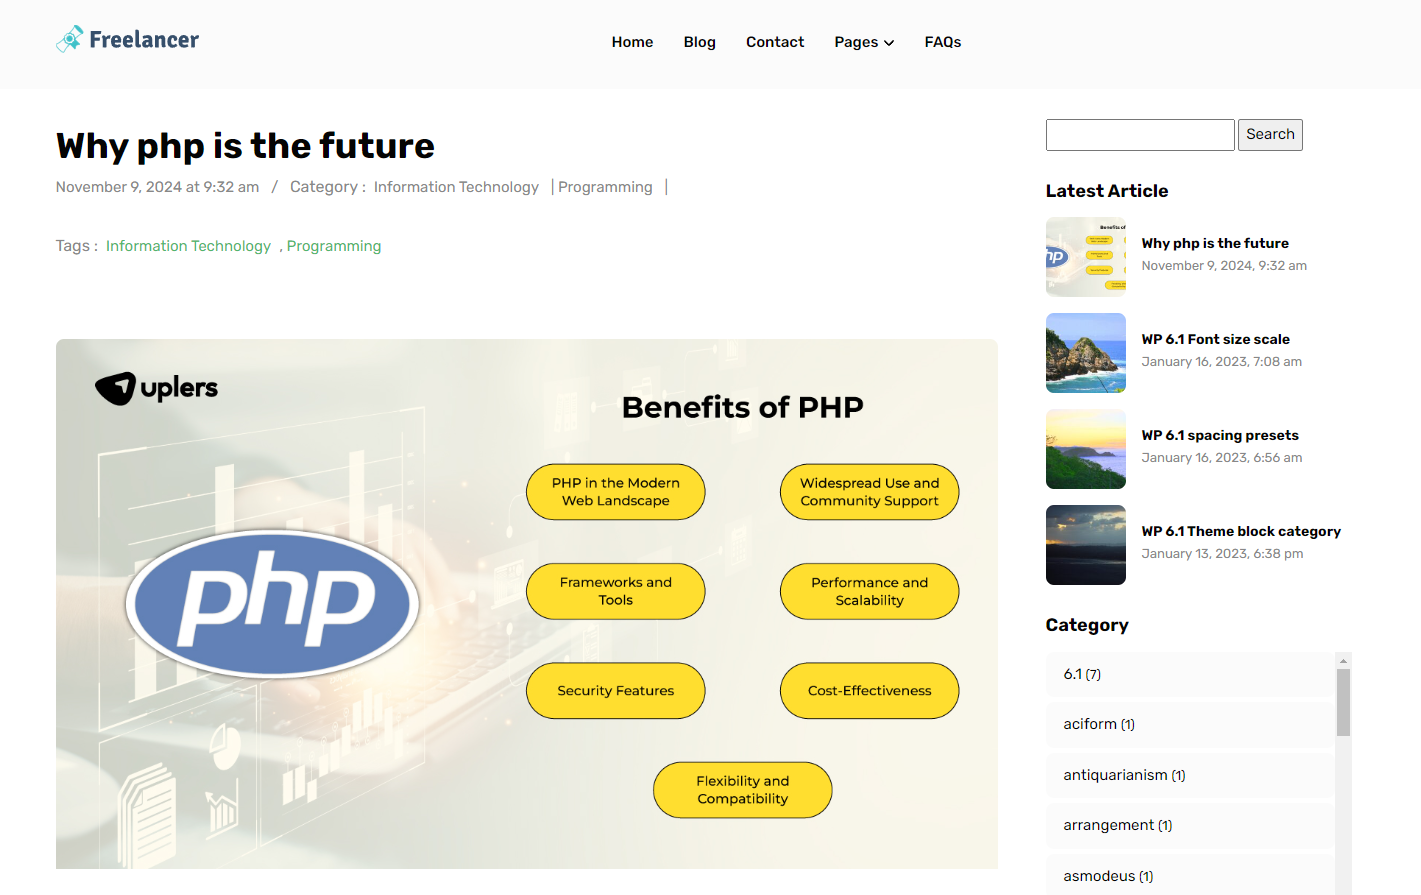 Freelancer
Home Blog Contact Pages FAQs
Why php is the future
November 9, 2024 at 9:32 am / Category : Information Technology | Programming |
Tags : Information Technology , Programming
uplers
Benefits of PHP
php
PHP in the Modern
Web Landscape
Widespread Use and
Community Support
Frameworks and
Tools
Performance and
Scalability
Security Features
Cost-Effectiveness
Flexibility and
Compatibility
Search
Latest Article
Benefits of
hp
Why php is the future
November 9, 2024, 9:32 am
WP 6.1 Font size scale
January 16, 2023, 7:08 am
WP 6.1 spacing presets
January 16, 2023, 6:56 am
WP 6.1 Theme block category
January 13, 2023, 6:38 pm
Category
6.1 (7)
aciform (1)
antiquarianism (1)
arrangement (1)
asmodeus (1)